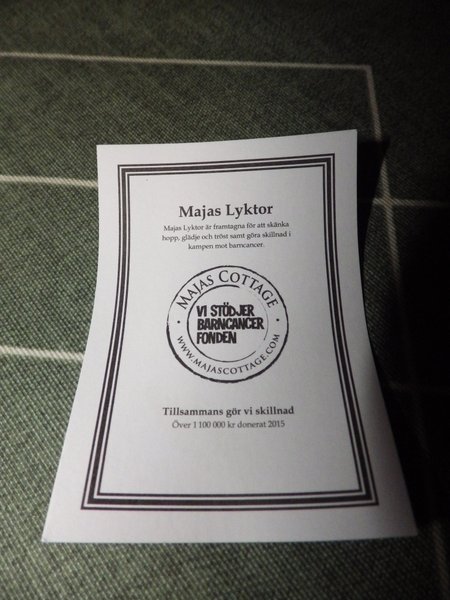 Majas Lyktor
Majas Lyktor är framtagna för att skänka
hopp, glädje och tröst samt göra skillnad i
kampen mot barncancer.
MAJAS COTTAGE
VI STÖDJER
BARNCANCER
FONDEN
WWW.MAJASCOTTAGE.COM
Tillsammans gör vi skillnad
Över 1 100 000 kr donerat 2015